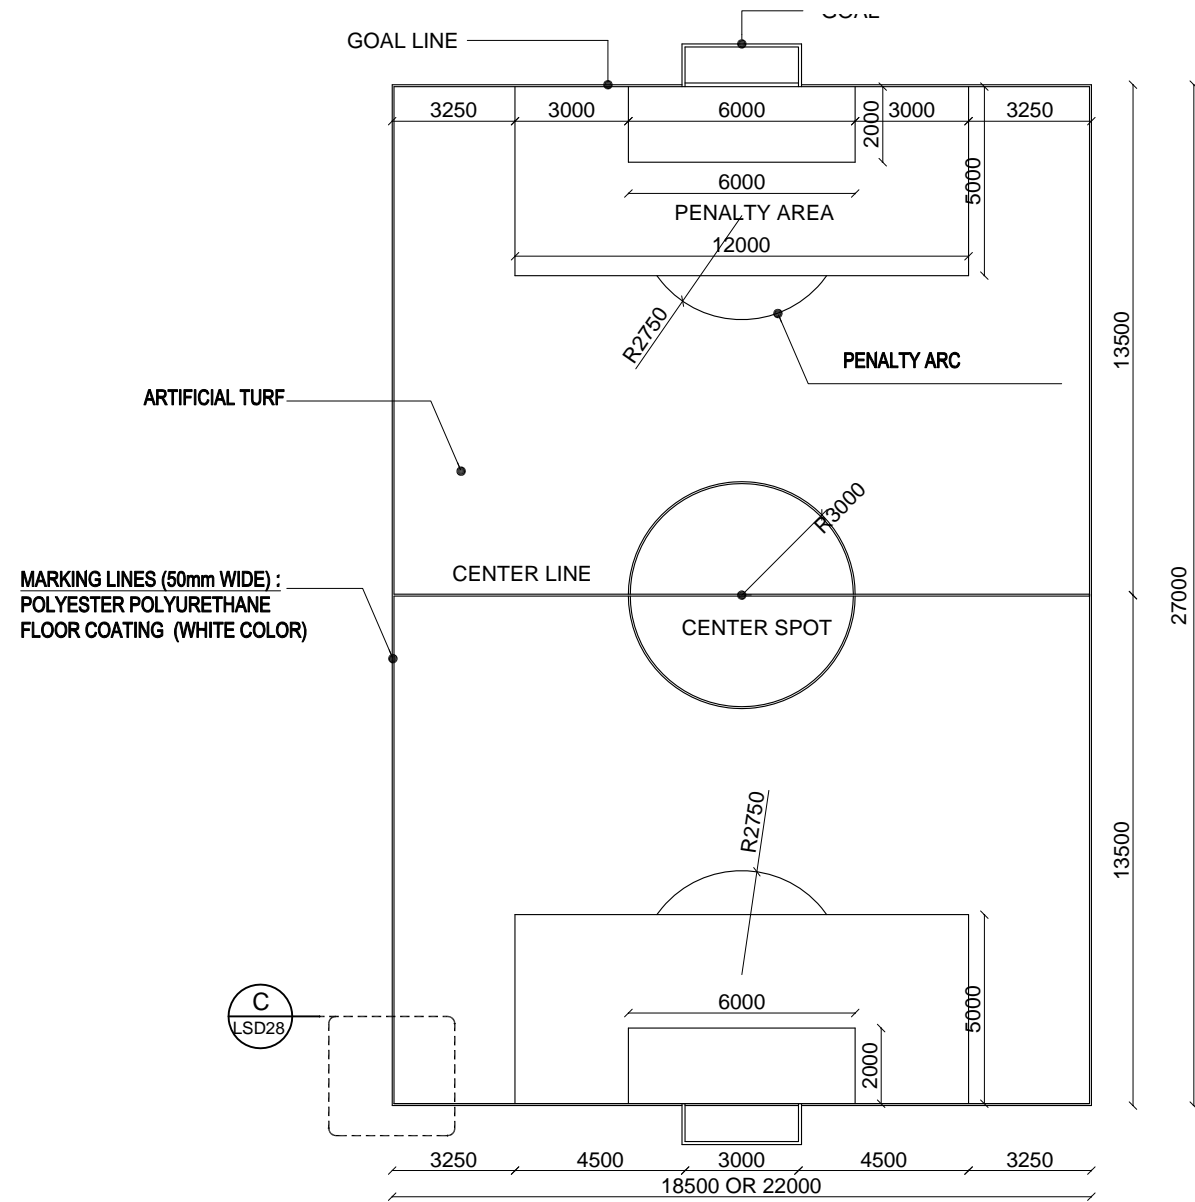 GOAL
GOAL LINE
3250 3000 6000 3000 3250
2000
5000
6000
PENALTY AREA
12000
R2750
13500
PENALTY ARC
ARTIFICIAL TURF
R3000
CENTER LINE
MARKING LINES (50mm WIDE) :
POLYESTER POLYURETHANE
FLOOR COATING (WHITE COLOR)
CENTER SPOT
27000
R2750
13500
C
LSD28
6000
5000
2000
3250 4500 3000 4500 3250
18500 OR 22000